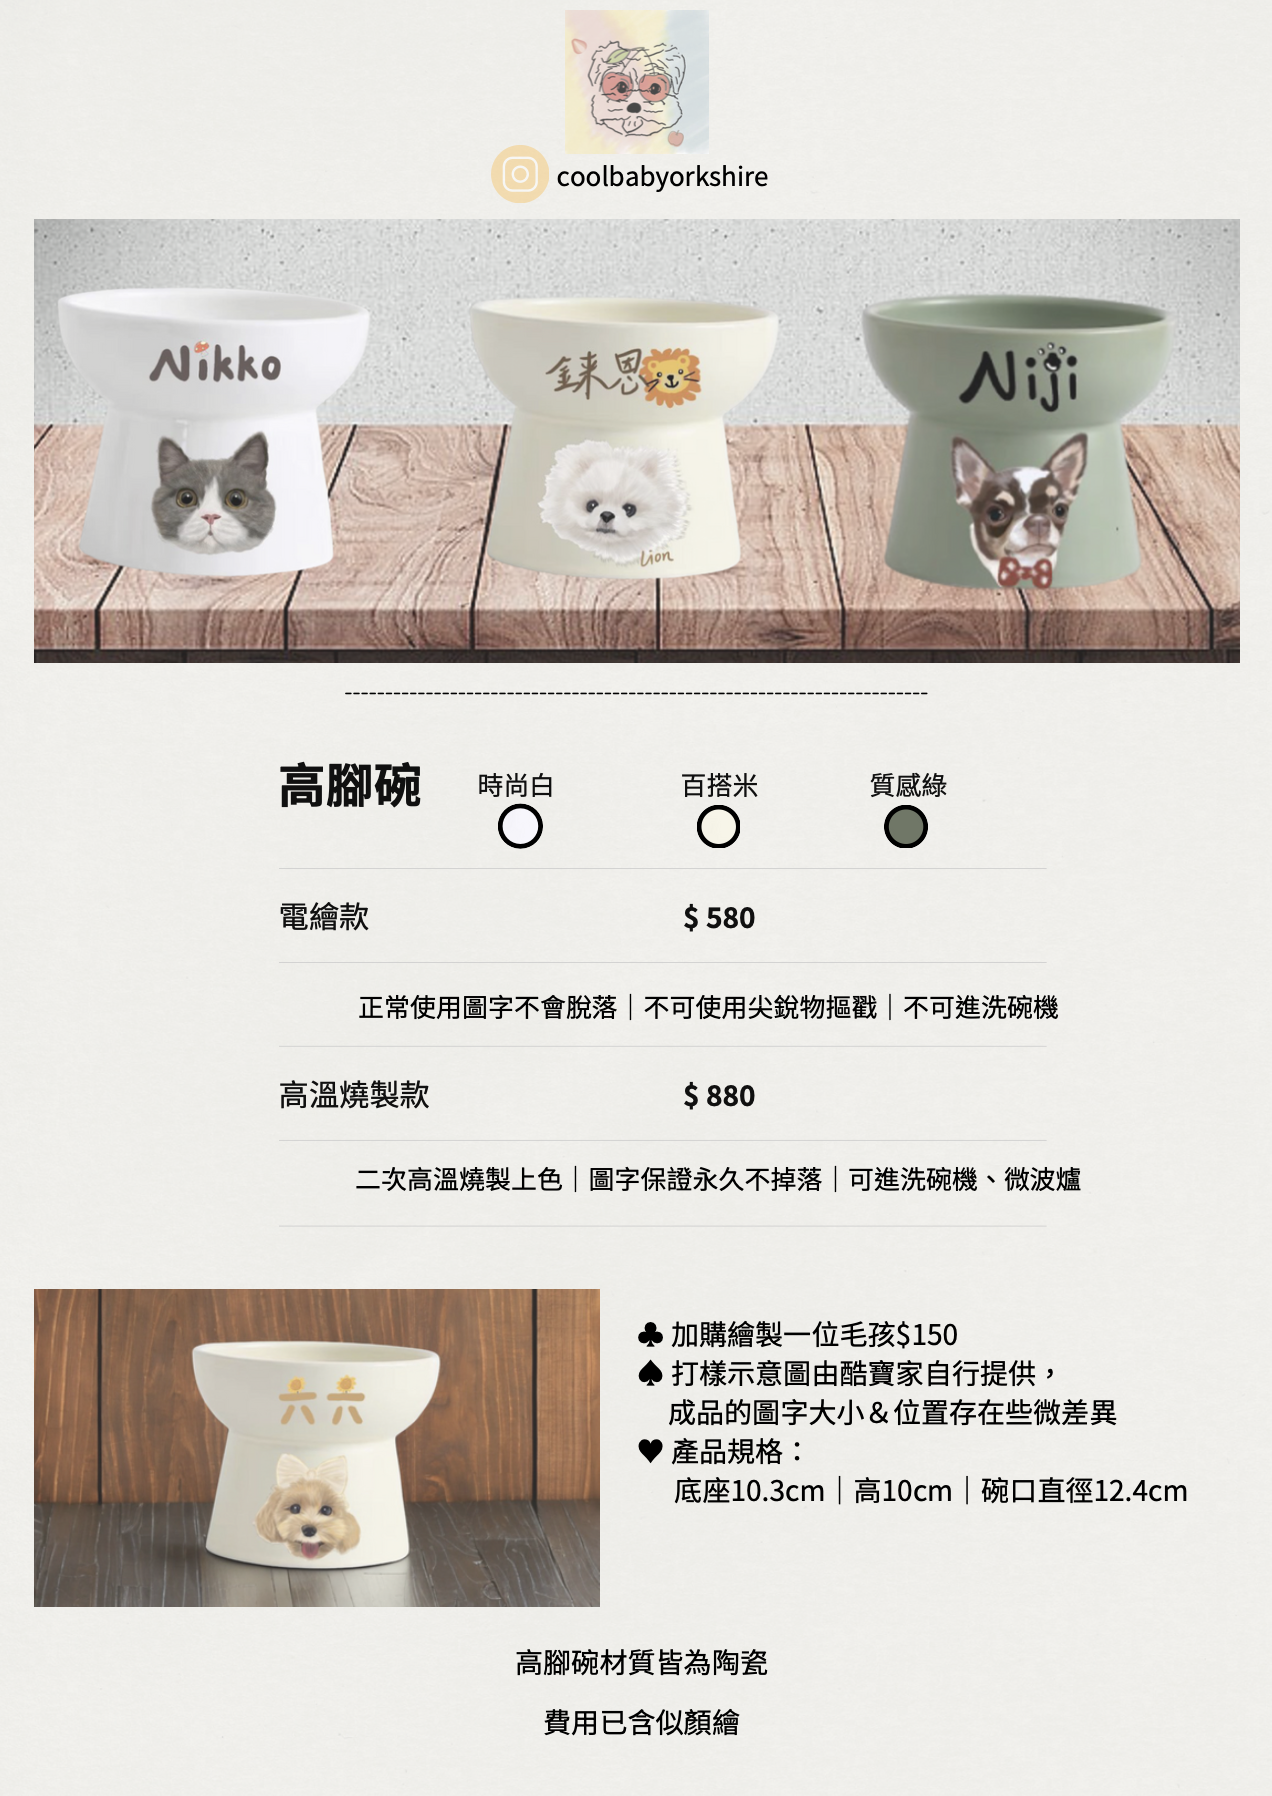 coolbabyorkshire
Nikko
錸恩
Niji
Lion
--------------------------------------------------------------------------
高腳碗
時尚白
百搭米
質感綠
電繪款
$ 580
正常使用圖字不會脫落｜不可使用尖銳物摳戳｜不可進洗碗機
高溫燒製款
$ 880
二次高溫燒製上色｜圖字保證永久不掉落｜可進洗碗機、微波爐
六六
♣ 加購繪製一位毛孩$150
♠ 打樣示意圖由酷寶家自行提供，
成品的圖字大小＆位置存在些微差異
♥ 產品規格：
底座10.3cm｜高10cm｜碗口直徑12.4cm
高腳碗材質皆為陶瓷
費用已含似顏繪